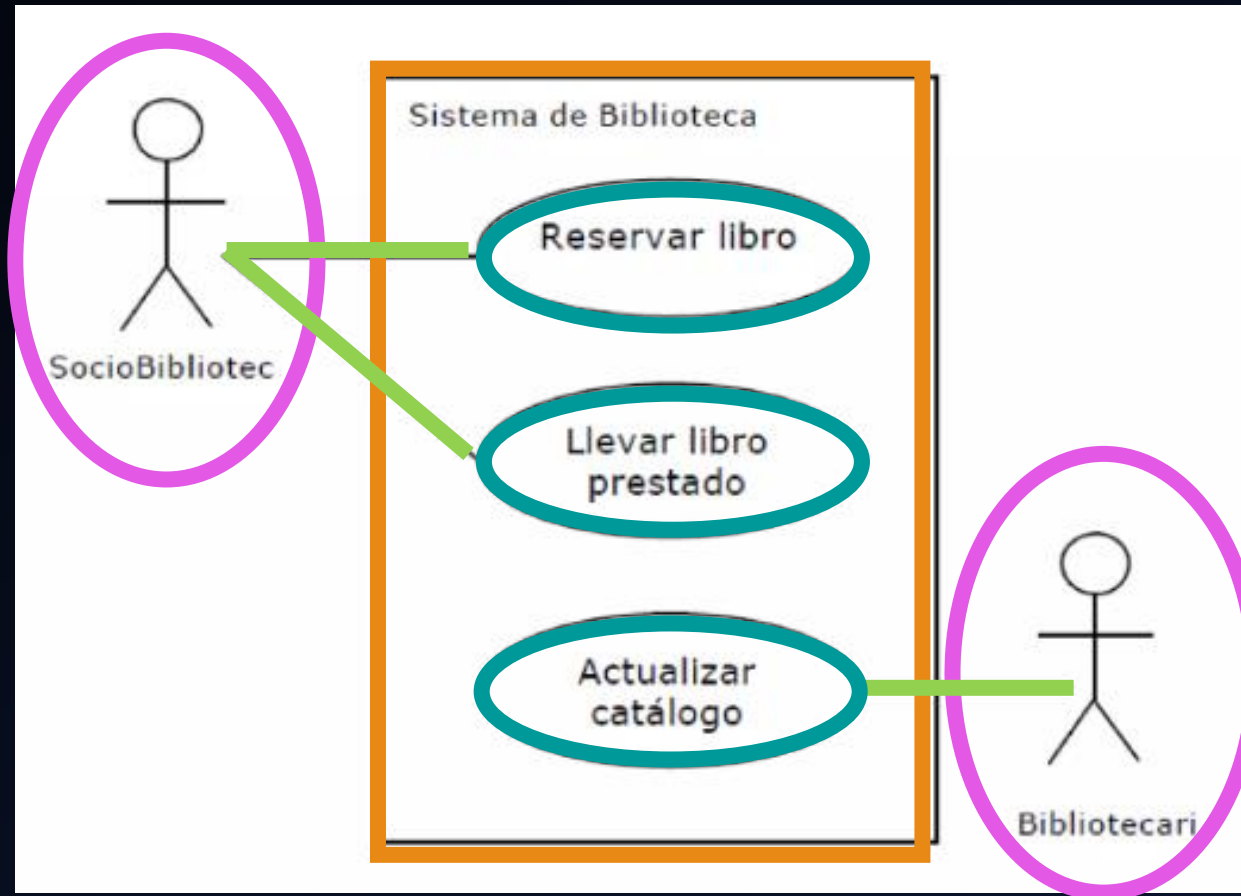 Sistema de Biblioteca
Reservar libro
SocioBibliotec
Llevar libro
prestado
Actualizar
catálogo
Bibliotecari